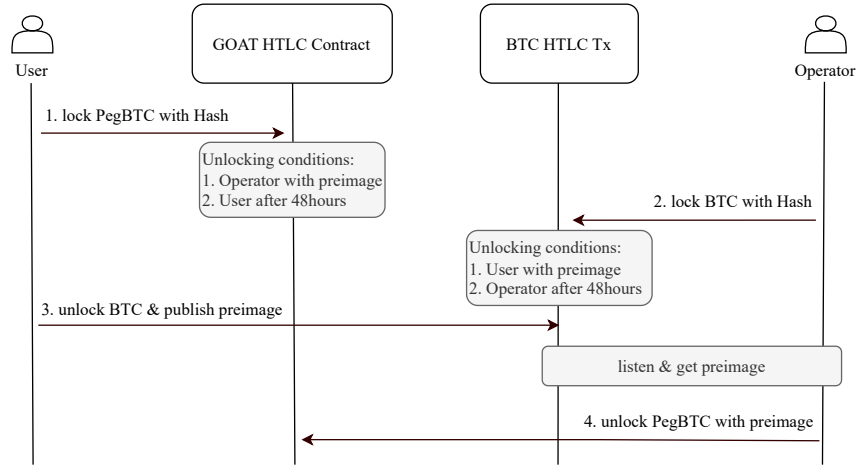 GOAT HTLC Contract
BTC HTLC Tx
User
Operator
1. lock PegBTC with Hash
Unlocking conditions:
1. Operator with preimage
2. User after 48hours
2. lock BTC with Hash
Unlocking conditions:
1. User with preimage
2. Operator after 48hours
3. unlock BTC & publish preimage
listen & get preimage
4. unlock PegBTC with preimage